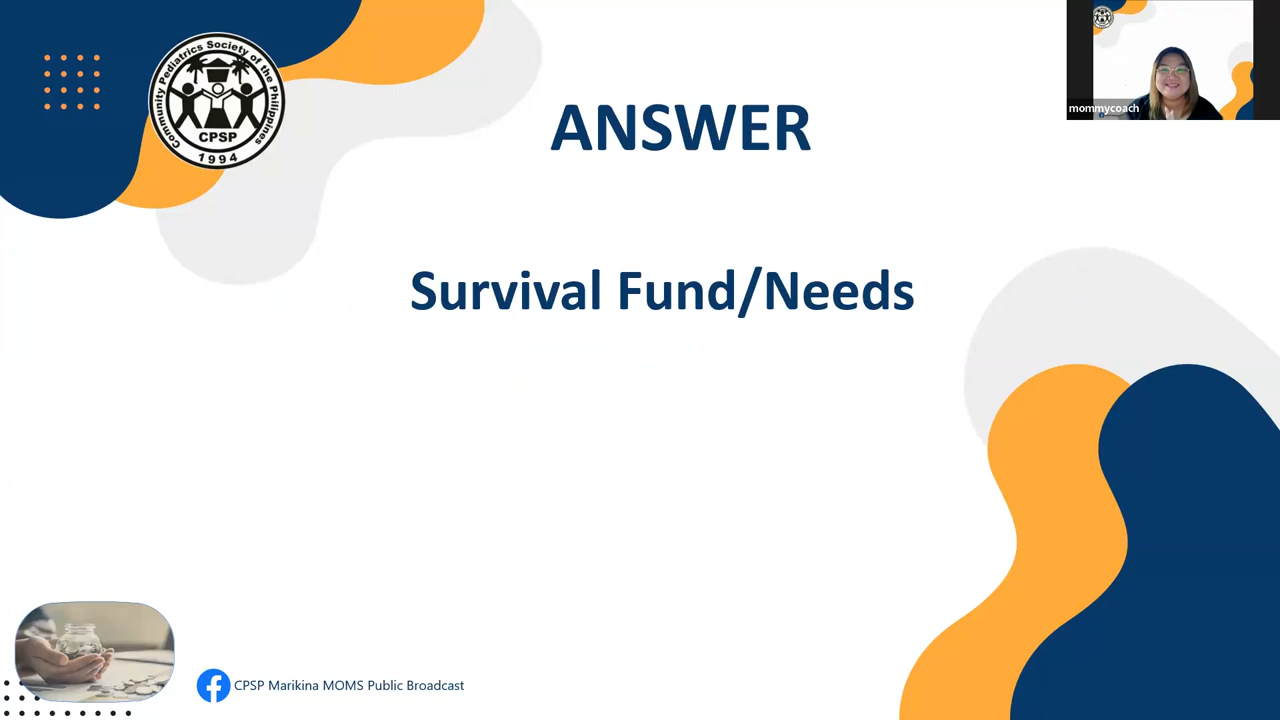 Community Pediatrics Society of the Philippines
CPSP
1994
mommycoach
ANSWER
Survival Fund/Needs
CPSP Marikina MOMS Public Broadcast